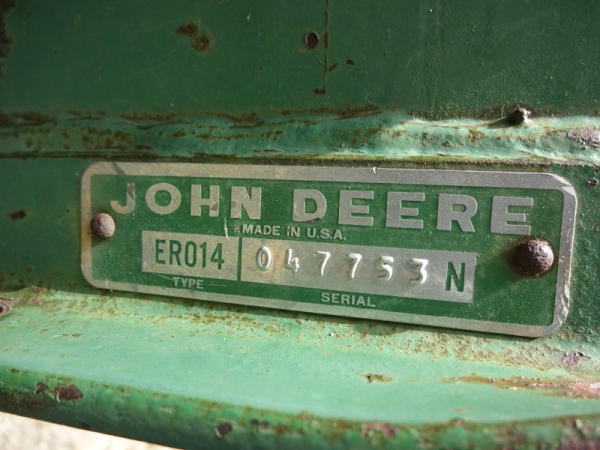 JOHN DEERE
MADE IN U.S.A.
ER014 047753 N
TYPE SERIAL